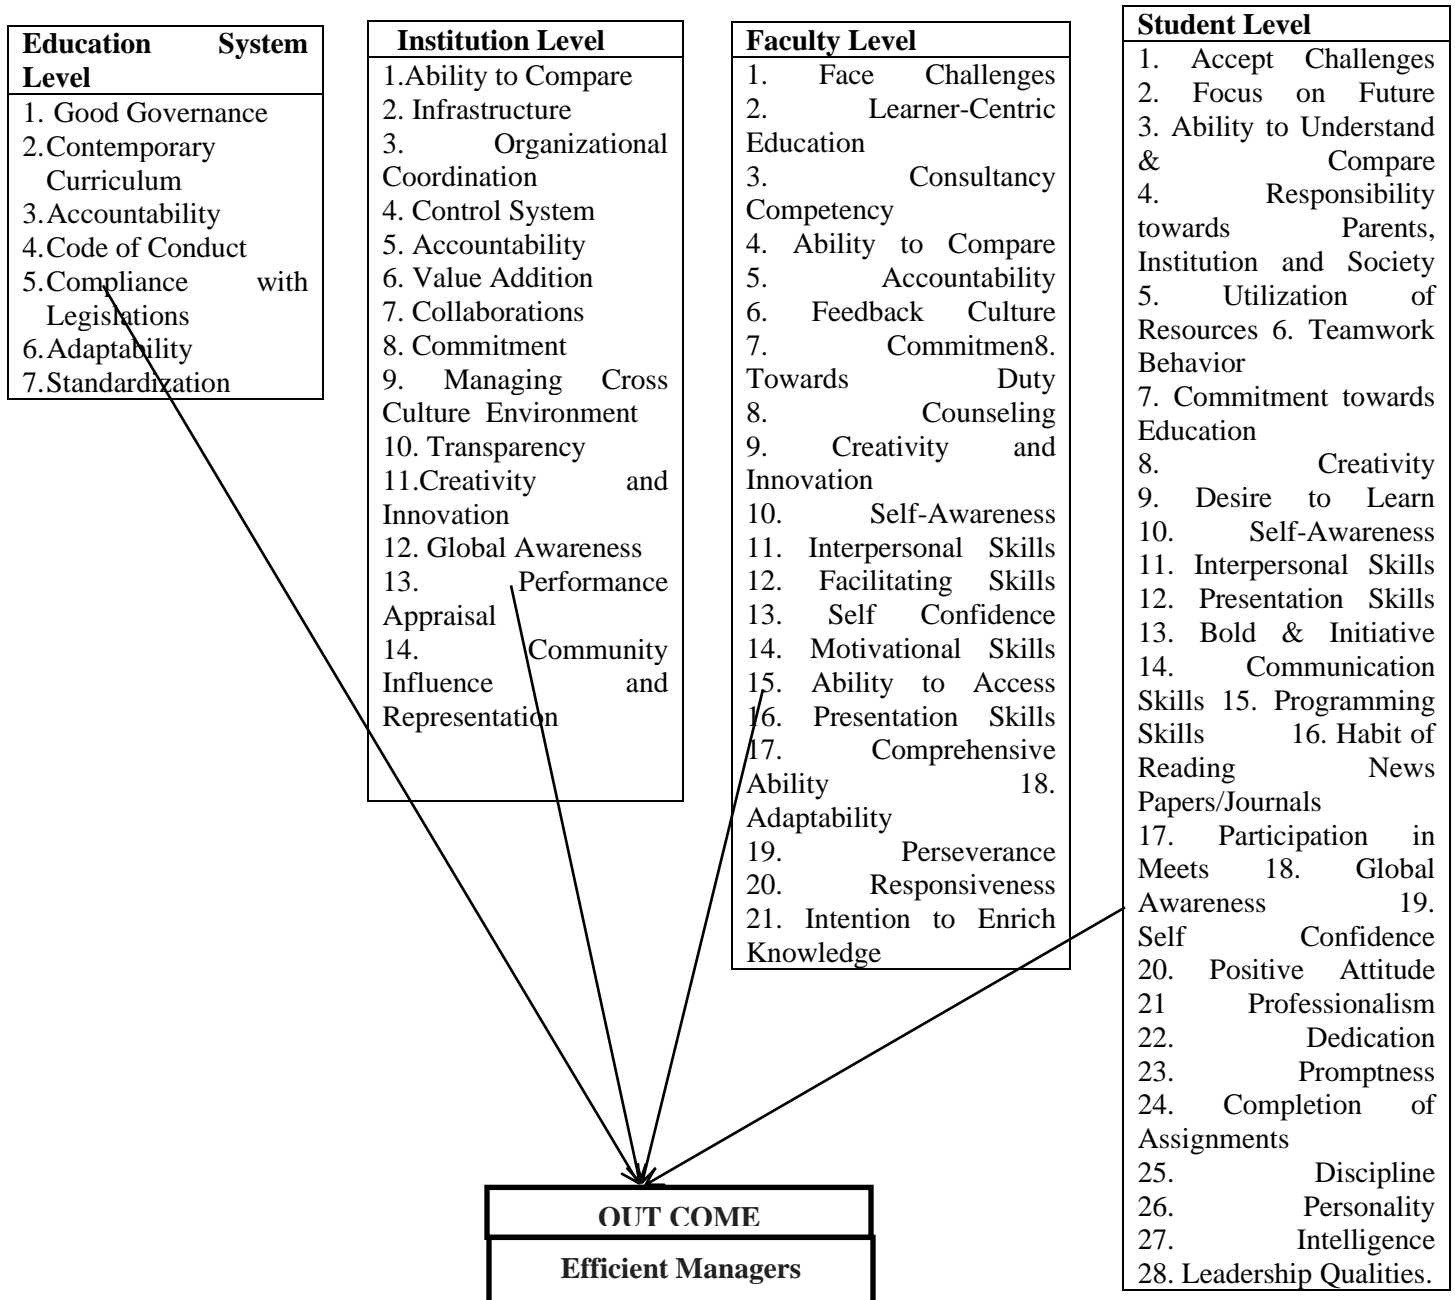 Education System
Level
1. Good Governance
2.Contemporary
Curriculum
3.Accountability
4.Code of Conduct
5.Compliance with
Legislations
6.Adaptability
7.Standardization
Institution Level
1.Ability to Compare
2. Infrastructure
3. Organizational
Coordination
4. Control System
5. Accountability
6. Value Addition
7. Collaborations
8. Commitment
9. Managing Cross
Culture Environment
10. Transparency
11.Creativity and
Innovation
12. Global Awareness
13. Performance
Appraisal
14. Community
Influence and
Representation
Faculty Level
1. Face Challenges
2. Learner-Centric
Education
3. Consultancy
Competency
4. Ability to Compare
5. Accountability
6. Feedback Culture
7. Commitmen8.
Towards Duty
8. Counseling
9. Creativity and
Innovation
10. Self-Awareness
11. Interpersonal Skills
12. Facilitating Skills
13. Self Confidence
14. Motivational Skills
15. Ability to Access
16. Presentation Skills
17. Comprehensive
Ability 18.
Adaptability
19. Perseverance
20. Responsiveness
21. Intention to Enrich
Knowledge
Student Level
1. Accept Challenges
2. Focus on Future
3. Ability to Understand
& Compare
4. Responsibility
towards Parents,
Institution and Society
5. Utilization of
Resources 6. Teamwork
Behavior
7. Commitment towards
Education
8. Creativity
9. Desire to Learn
10. Self-Awareness
11. Interpersonal Skills
12. Presentation Skills
13. Bold & Initiative
14. Communication
Skills 15. Programming
Skills 16. Habit of
Reading News
Papers/Journals
17. Participation in
Meets 18. Global
Awareness 19.
Self Confidence
20. Positive Attitude
21 Professionalism
22. Dedication
23. Promptness
24. Completion of
Assignments
25. Discipline
26. Personality
27. Intelligence
28. Leadership Qualities.
OUT COME
Efficient Managers